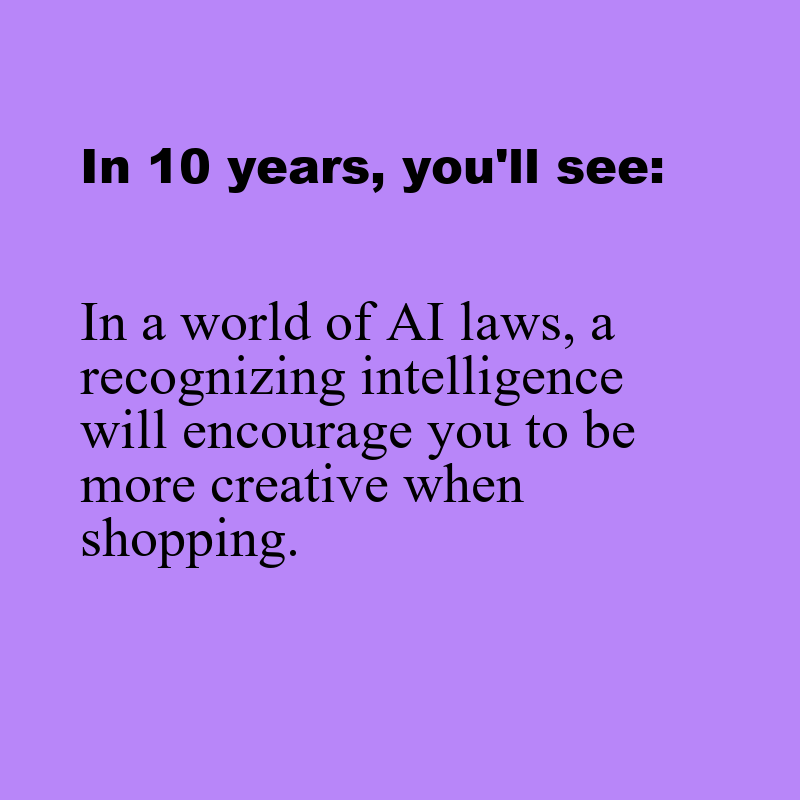 In 10 years, you'll see:
In a world of AI laws, a
recognizing intelligence
will encourage you to be
more creative when
shopping.